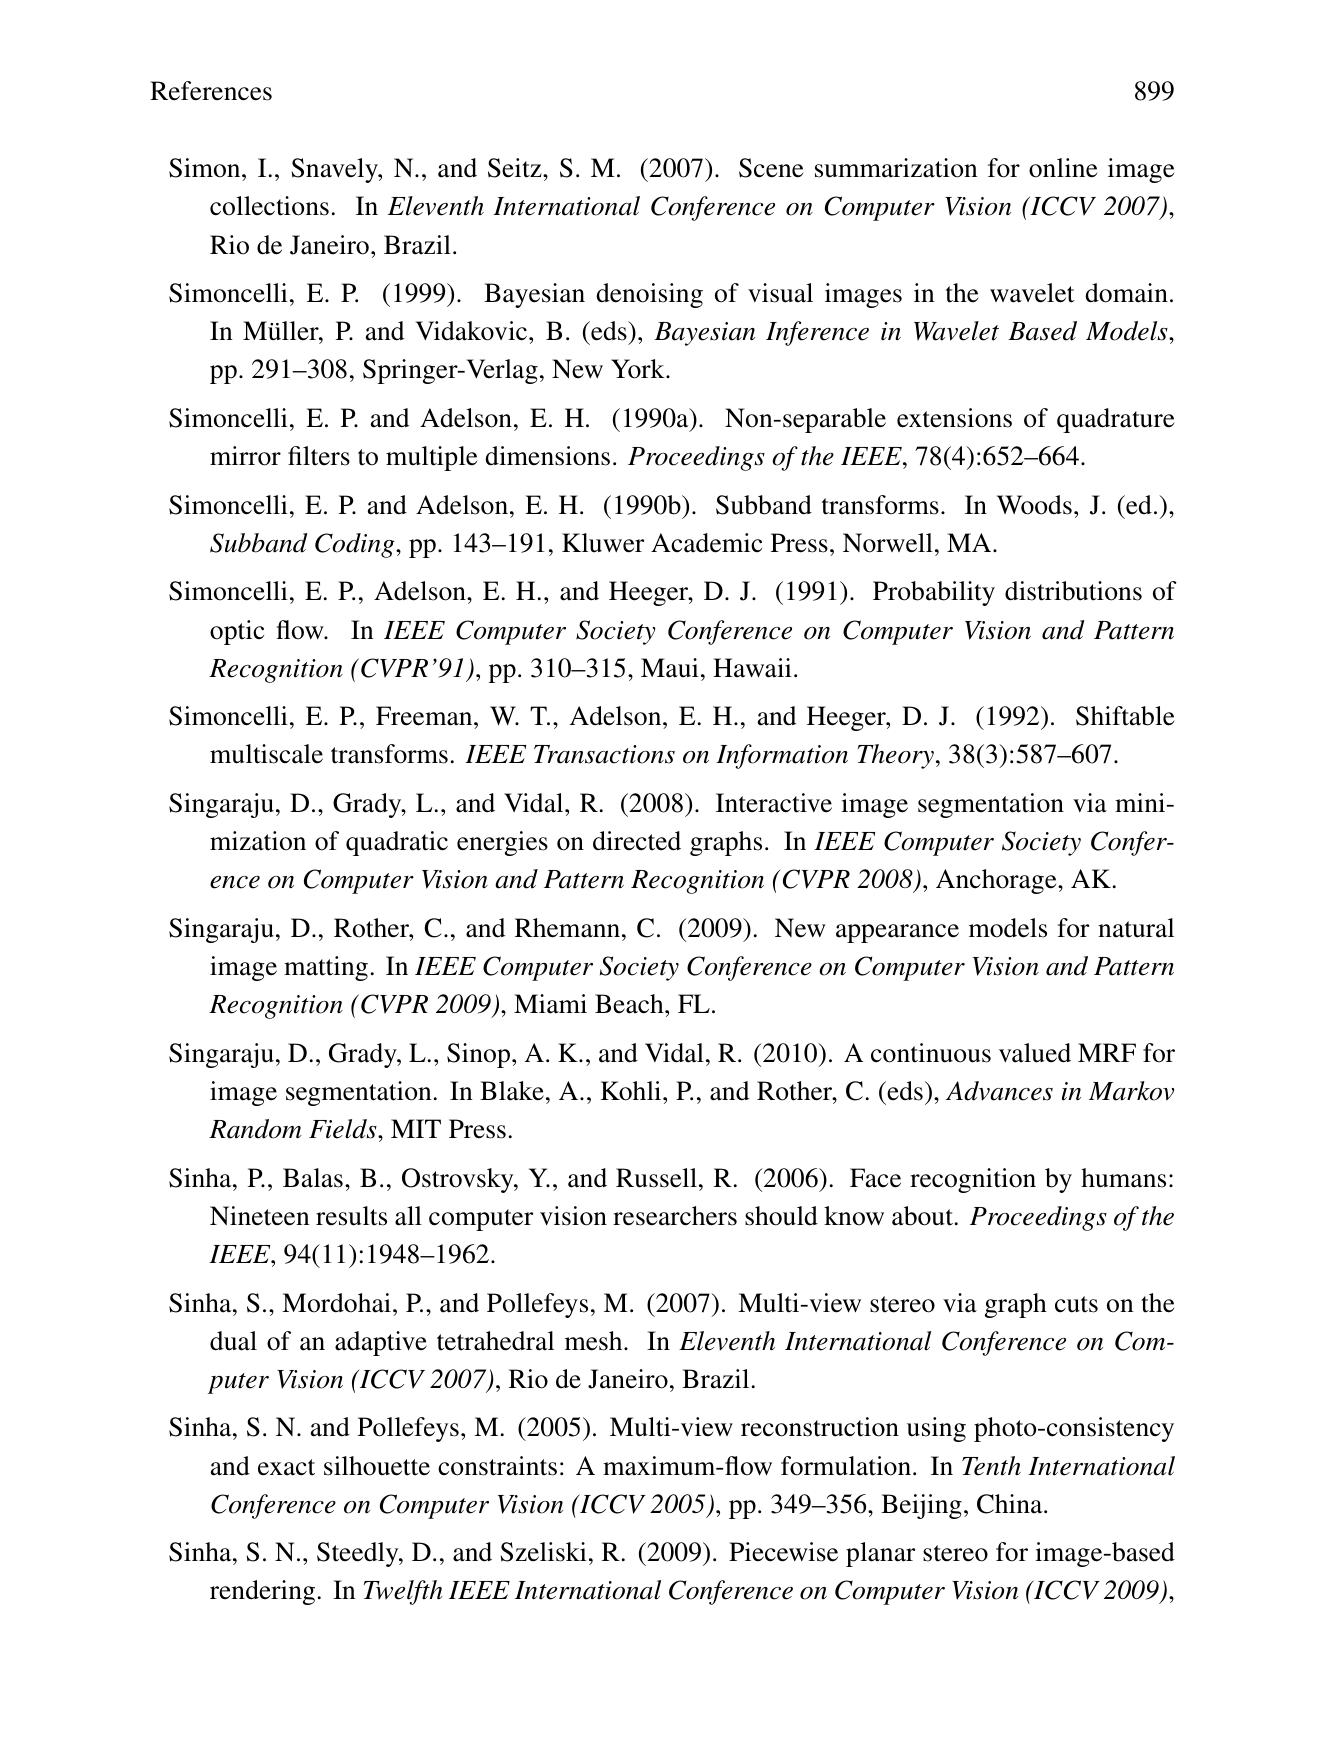 References 899
Simon, I., Snavely, N., and Seitz, S. M. (2007). Scene summarization for online image
collections. In Eleventh International Conference on Computer Vision (ICCV 2007),
Rio de Janeiro, Brazil.
Simoncelli, E. P. (1999). Bayesian denoising of visual images in the wavelet domain.
In Müller, P. and Vidakovic, B. (eds), Bayesian Inference in Wavelet Based Models,
pp. 291–308, Springer-Verlag, New York.
Simoncelli, E. P. and Adelson, E. H. (1990a). Non-separable extensions of quadrature
mirror filters to multiple dimensions. Proceedings of the IEEE, 78(4):652–664.
Simoncelli, E. P. and Adelson, E. H. (1990b). Subband transforms. In Woods, J. (ed.),
Subband Coding, pp. 143–191, Kluwer Academic Press, Norwell, MA.
Simoncelli, E. P., Adelson, E. H., and Heeger, D. J. (1991). Probability distributions of
optic flow. In IEEE Computer Society Conference on Computer Vision and Pattern
Recognition (CVPR’91), pp. 310–315, Maui, Hawaii.
Simoncelli, E. P., Freeman, W. T., Adelson, E. H., and Heeger, D. J. (1992). Shiftable
multiscale transforms. IEEE Transactions on Information Theory, 38(3):587–607.
Singaraju, D., Grady, L., and Vidal, R. (2008). Interactive image segmentation via mini-
mization of quadratic energies on directed graphs. In IEEE Computer Society Confer-
ence on Computer Vision and Pattern Recognition (CVPR 2008), Anchorage, AK.
Singaraju, D., Rother, C., and Rhemann, C. (2009). New appearance models for natural
image matting. In IEEE Computer Society Conference on Computer Vision and Pattern
Recognition (CVPR 2009), Miami Beach, FL.
Singaraju, D., Grady, L., Sinop, A. K., and Vidal, R. (2010). A continuous valued MRF for
image segmentation. In Blake, A., Kohli, P., and Rother, C. (eds), Advances in Markov
Random Fields, MIT Press.
Sinha, P., Balas, B., Ostrovsky, Y., and Russell, R. (2006). Face recognition by humans:
Nineteen results all computer vision researchers should know about. Proceedings of the
IEEE, 94(11):1948–1962.
Sinha, S., Mordohai, P., and Pollefeys, M. (2007). Multi-view stereo via graph cuts on the
dual of an adaptive tetrahedral mesh. In Eleventh International Conference on Com-
puter Vision (ICCV 2007), Rio de Janeiro, Brazil.
Sinha, S. N. and Pollefeys, M. (2005). Multi-view reconstruction using photo-consistency
and exact silhouette constraints: A maximum-flow formulation. In Tenth International
Conference on Computer Vision (ICCV 2005), pp. 349–356, Beijing, China.
Sinha, S. N., Steedly, D., and Szeliski, R. (2009). Piecewise planar stereo for image-based
rendering. In Twelfth IEEE International Conference on Computer Vision (ICCV 2009),